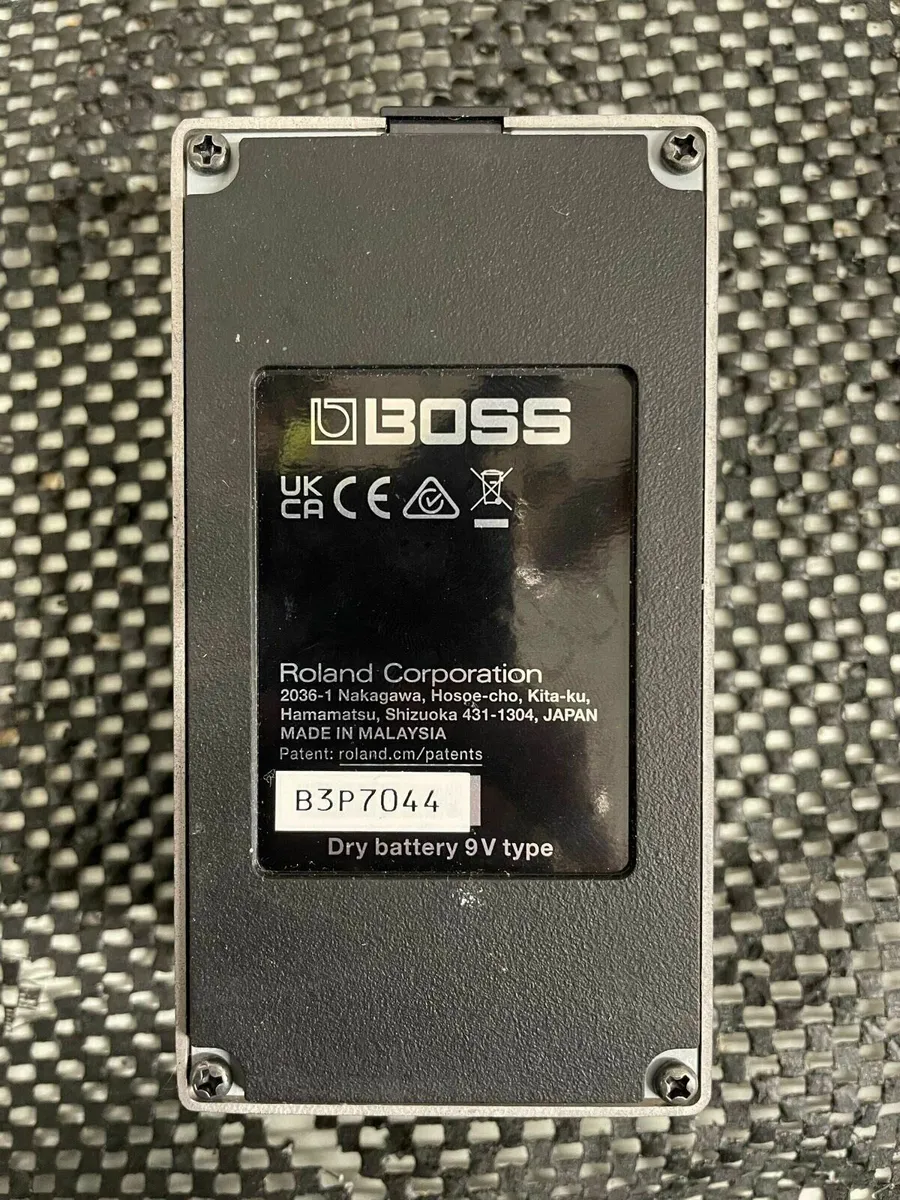 BOSS
UK
CA CE
Roland Corporation
2036-1 Nakagawa, Hosoe-cho, Kita-ku,
Hamamatsu, Shizuoka 431-1304, JAPAN
MADE IN MALAYSIA
Patent: roland.cm/patents
B3P7044
Dry battery 9V type